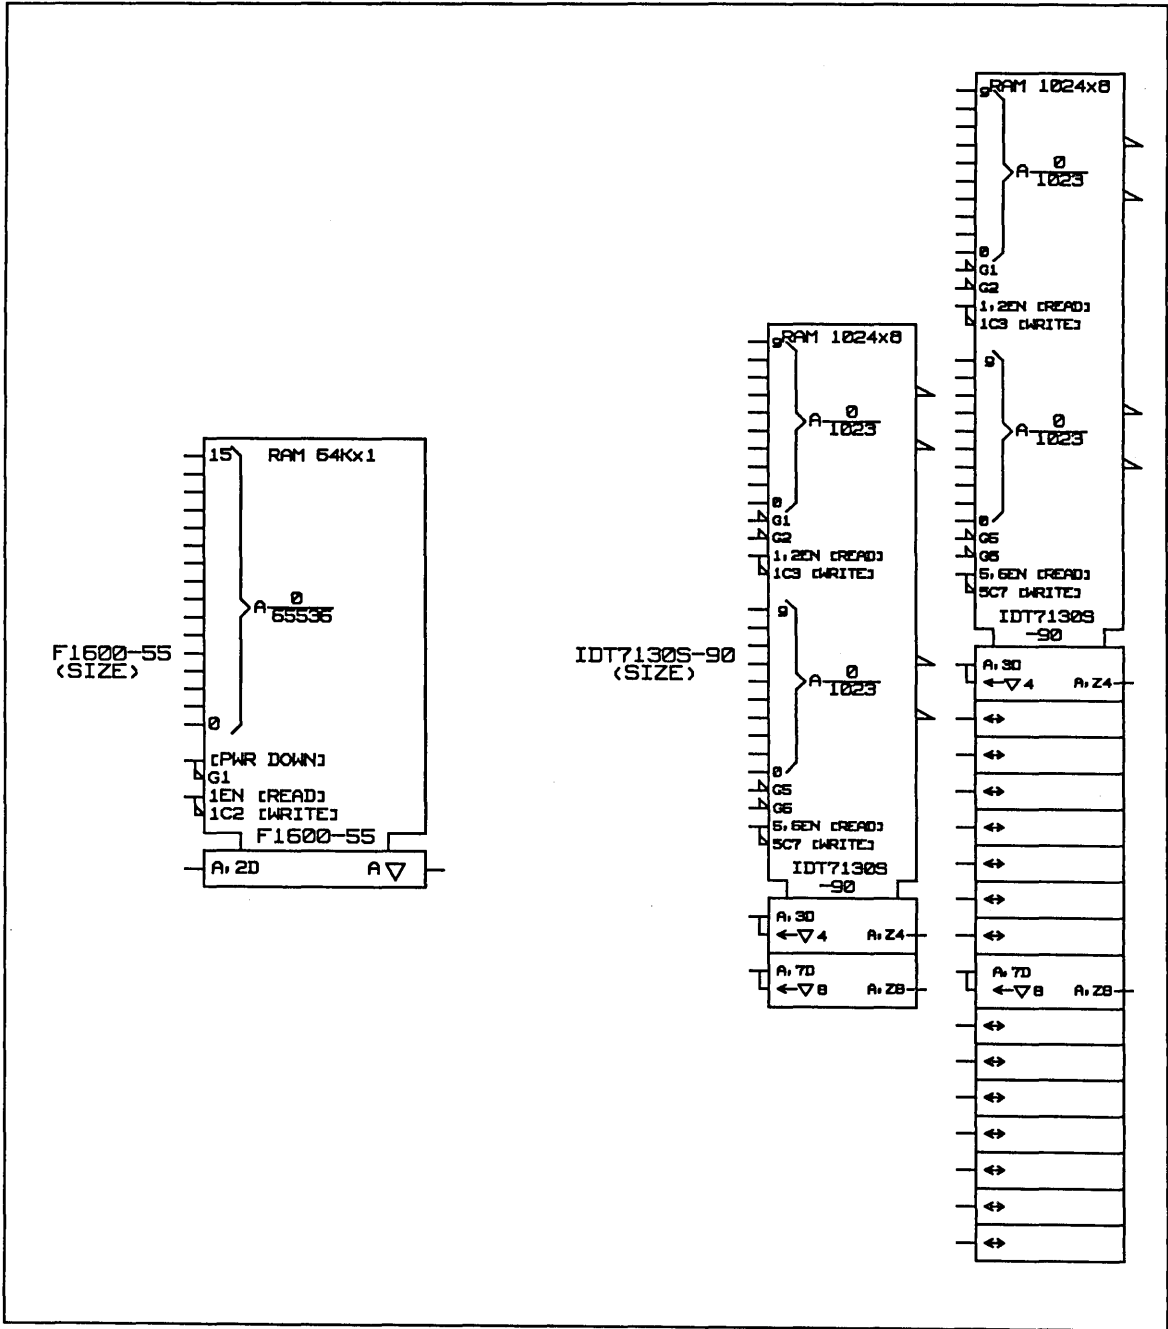 F1600-55
(SIZE)
15 RAM 64Kx1
A 0
65536
0
[PWR DOWN]
G1
1EN [READ]
1C2 [WRITE]
F1600-55
A,2D A
IDT7130S-90
(SIZE)
9 RAM 1024x8
A 0
1023
0
G1
G2
1,2EN [READ]
1C3 [WRITE]
9
A 0
1023
0
G5
G6
5,6EN [READ]
5C7 [WRITE]
IDT7130S
-90
A,3D
4 A,Z4
A,7D
8 A,Z8
9 RAM 1024x8
A 0
1023
0
G1
G2
1,2EN [READ]
1C3 [WRITE]
9
A 0
1023
0
G5
G6
5,6EN [READ]
5C7 [WRITE]
IDT7130S
-90
A,3D
4 A,Z4
A,7D
8 A,Z8